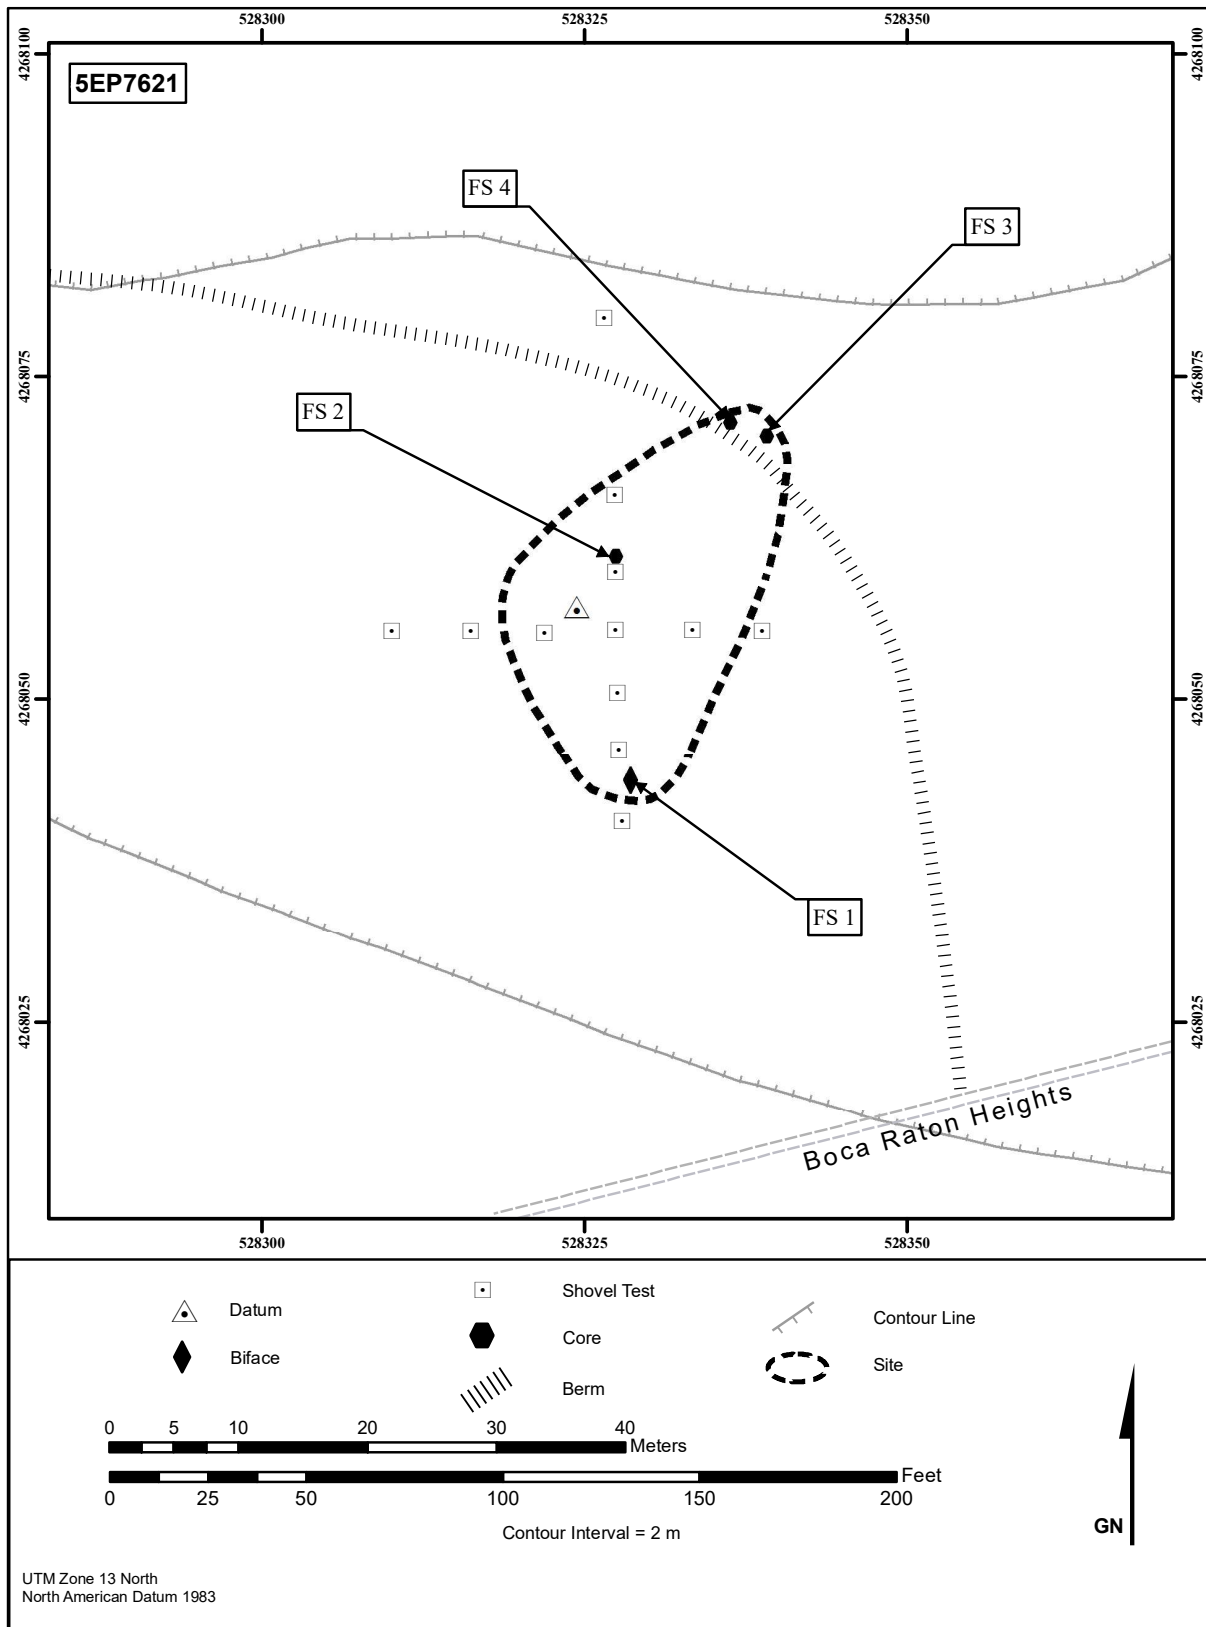 528300 528325 528350
4268100 4268100
5EP7621
FS 4
FS 3
4268075 4268075
FS 2
4268050 4268050
FS 1
4268025 4268025
Boca Raton Heights
528300 528325 528350
Datum
Biface
Shovel Test
Core
Berm
Contour Line
Site
0 5 10 20 30 40
Meters
Feet
0 25 50 100 150 200
Contour Interval = 2 m
GN
UTM Zone 13 North
North American Datum 1983